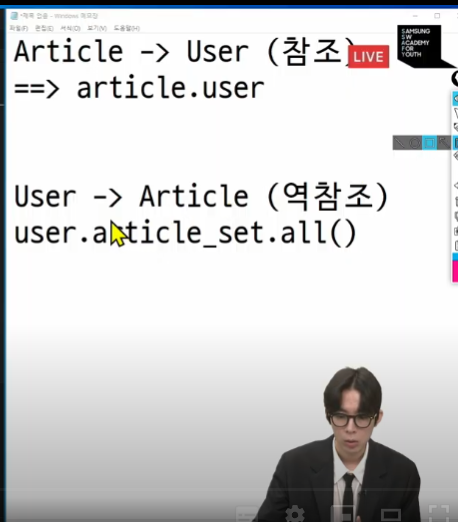 *제목 없음 - Windows 메모장
파일(F) 편집(E) 서식(O) 보기(V) 도움말(H)
Article -> User (참조)
LIVE
SAMSUNG
SW
ACADEMY
FOR
YOUTH
==> article.user
User -> Article (역참조)
user.article_set.all()